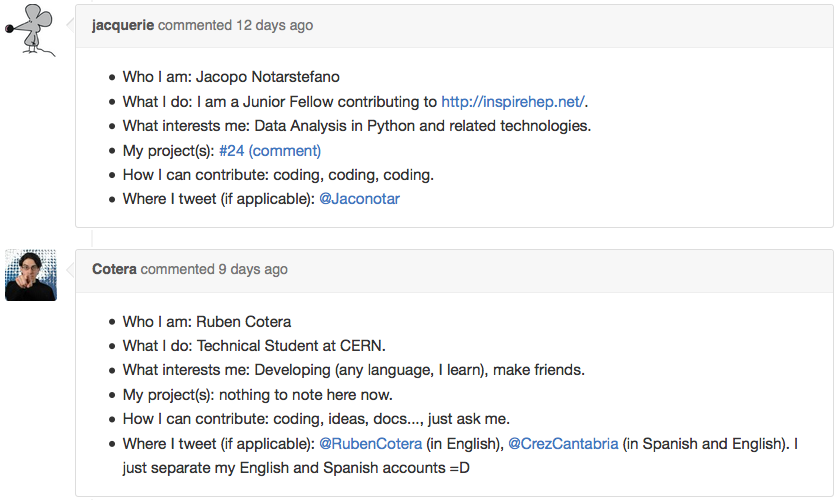 jacquerie commented 12 days ago
• Who I am: Jacopo Notarstefano
• What I do: I am a Junior Fellow contributing to http://inspirehep.net/.
• What interests me: Data Analysis in Python and related technologies.
• My project(s): #24 (comment)
• How I can contribute: coding, coding, coding.
• Where I tweet (if applicable): @Jaconotar
Cotera commented 9 days ago
• Who I am: Ruben Cotera
• What I do: Technical Student at CERN.
• What interests me: Developing (any language, I learn), make friends.
• My project(s): nothing to note here now.
• How I can contribute: coding, ideas, docs..., just ask me.
• Where I tweet (if applicable): @RubenCotera (in English), @CrezCantabria (in Spanish and English). I
just separate my English and Spanish accounts =D